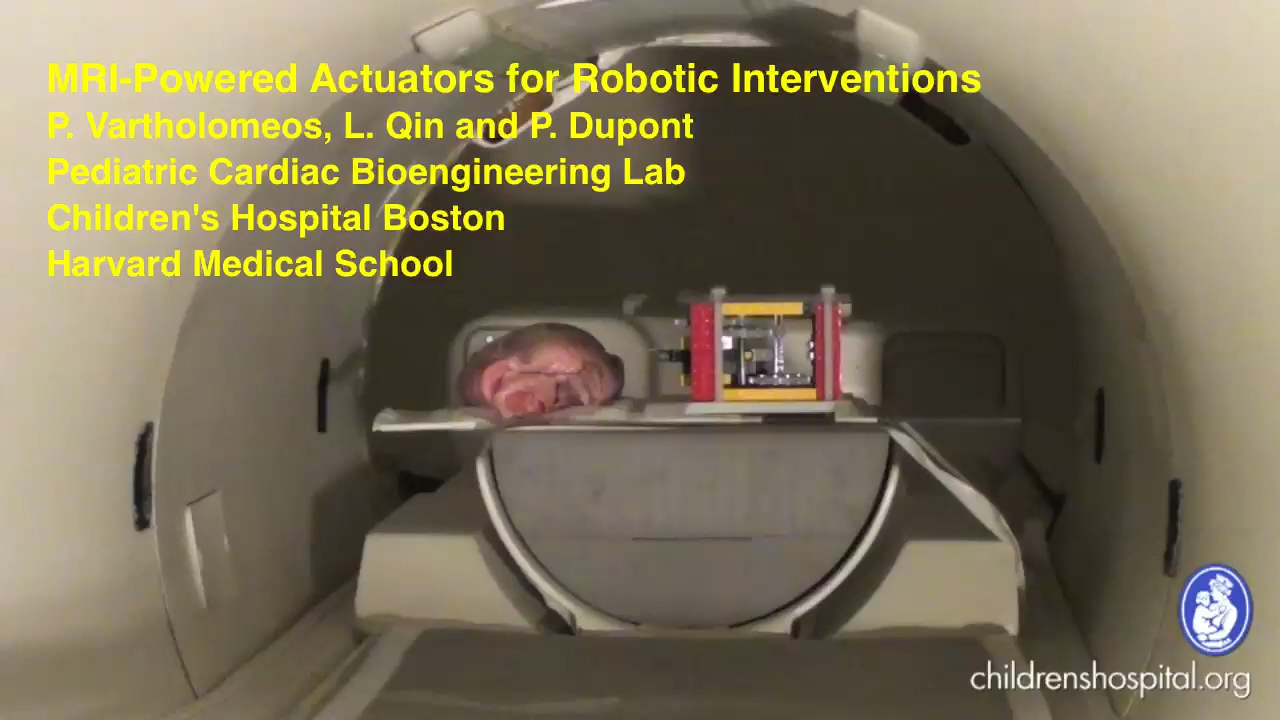 MRI-Powered Actuators for Robotic Interventions
P. Vartholomeos, L. Qin and P. Dupont
Pediatric Cardiac Bioengineering Lab
Children's Hospital Boston
Harvard Medical School
childrenshospital.org